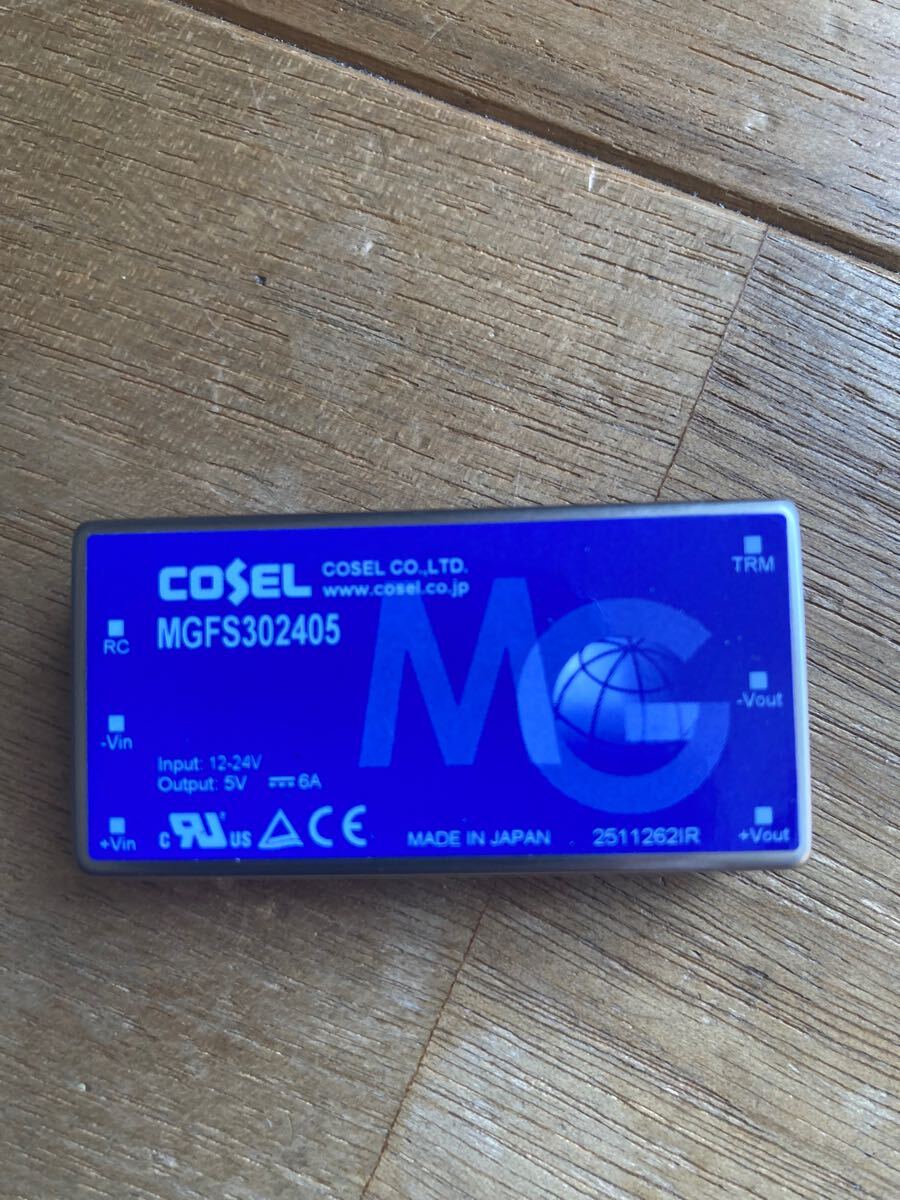 COSEL COSEL CO.,LTD.
www.cosel.co.jp
MGFS302405
MG
TRM
RC
-Vin
+Vin
-Vout
+Vout
Input: 12-24V
Output: 5V ⎓ 6A
c RU US CE
MADE IN JAPAN 2511262IR